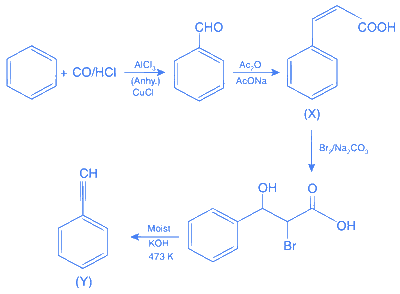 + CO/HCl
AlCl3
(Anhy.)
CuCl
CHO
Ac2O
AcONa
COOH
(X)
Br2/Na2CO3
OH
O
OH
Br
Moist
KOH
473 K
CH
(Y)